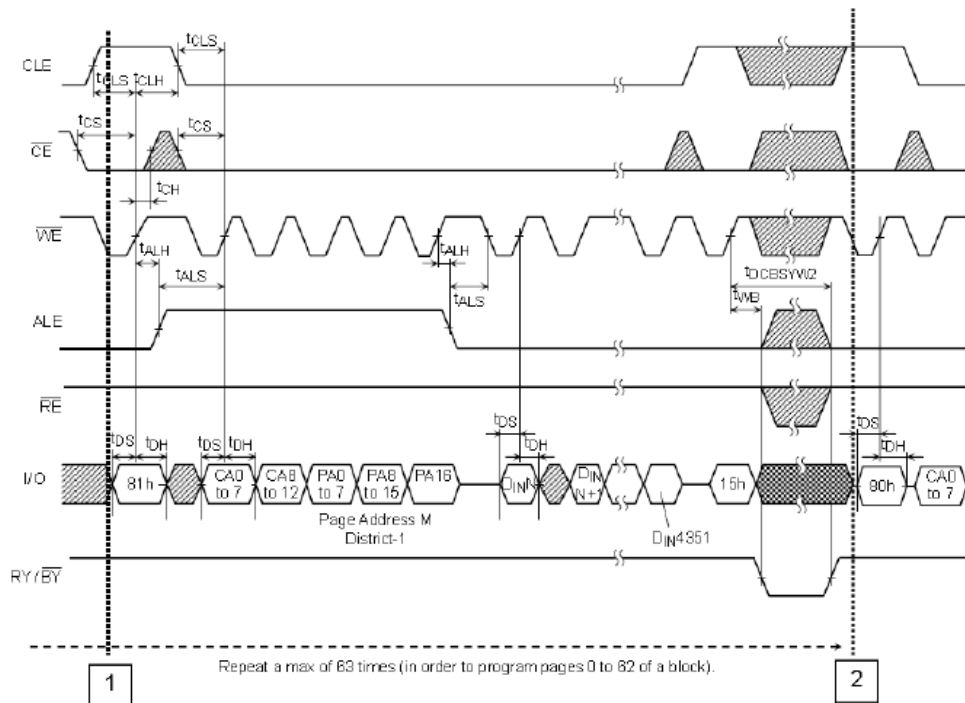 tCLS
CLE
tCLS tCLH
tCS
tCS
CE
tCH
WE
tALH
tALH
tALS
tALS
tDCBSYW2
tWB
ALE
RE
tDS tDH tDS tDH
tDS
tDH
tDS
tDH
I/O
81h
CA0 to 7
CA8 to 12
PA0 to 7
PA8 to 15
PA16
DINN
DIN N+1
15h
80h
CA0 to 7
Page Address M
District-1
DIN4351
RY/BY
Repeat a max of 63 times (in order to program pages 0 to 62 of a block).
1
2